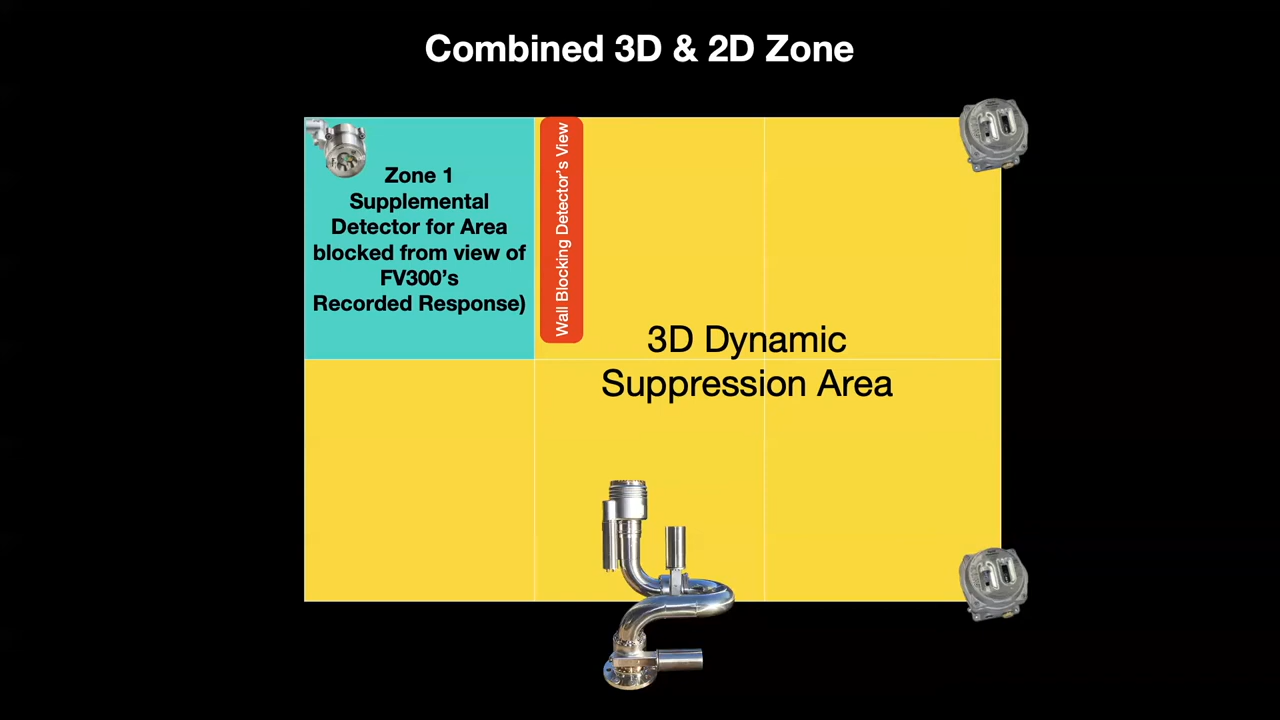 Combined 3D & 2D Zone
Zone 1
Supplemental
Detector for Area
blocked from view of
FV300’s
Recorded Response)
Wall Blocking Detector’s View
3D Dynamic
Suppression Area